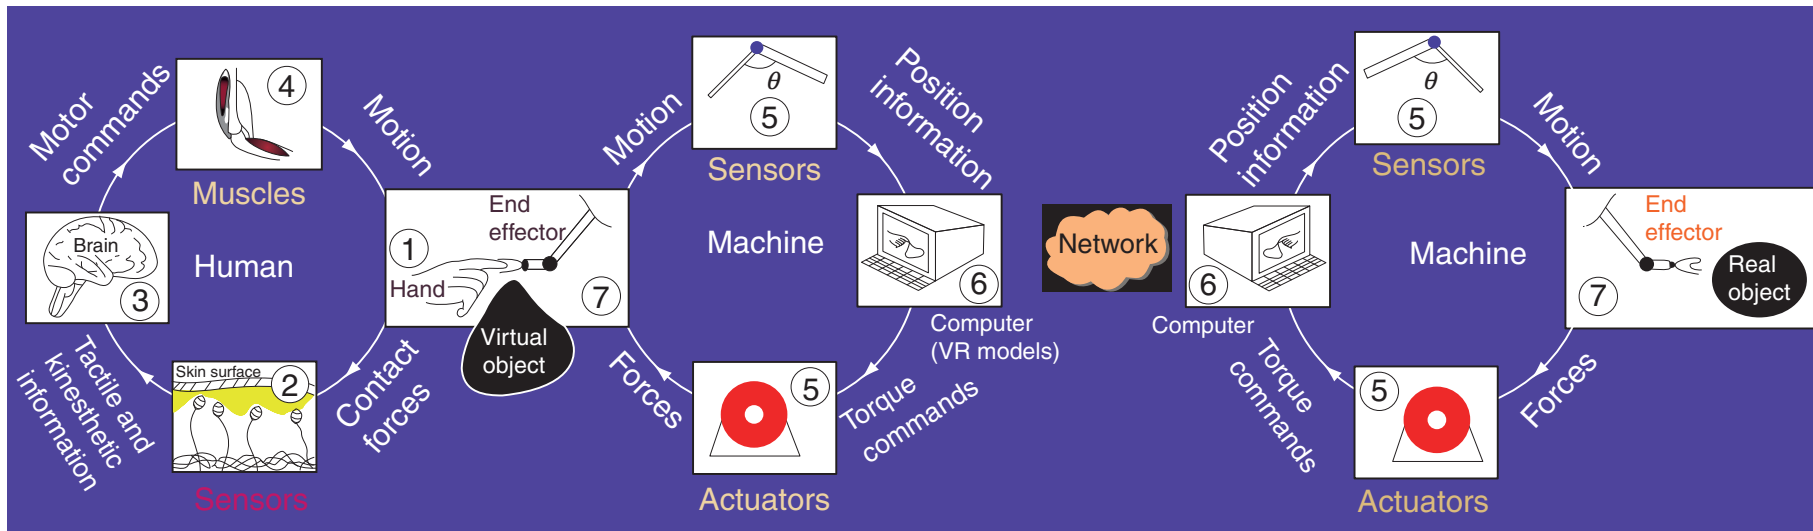 Motor
commands
4
Muscles
Motion
Brain
3
Human
Tactile and
kinesthetic
information
Skin surface
2
Sensors
Contact
forces
1
Hand
End
effector
7
Virtual
object
Motion
θ
5
Sensors
Position
information
Machine
6
Computer
(VR models)
Forces
5
Actuators
Torque
commands
Network
Position
information
θ
5
Sensors
Motion
6
Computer
Machine
End
effector
7
Real
object
Torque
commands
5
Actuators
Forces